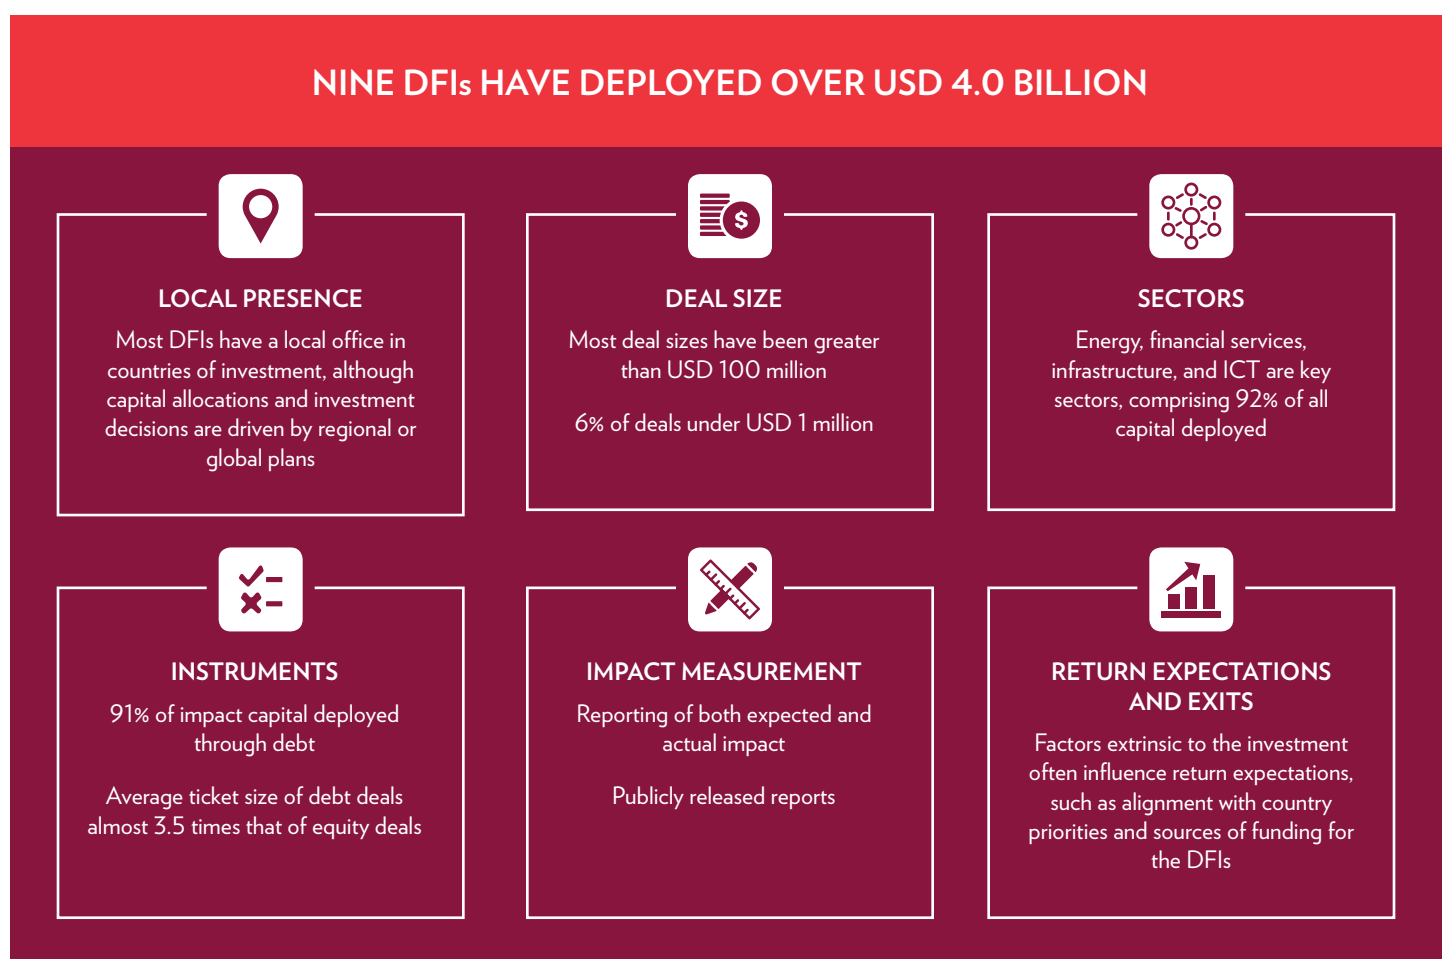 NINE DFIs HAVE DEPLOYED OVER USD 4.0 BILLION
LOCAL PRESENCE
Most DFIs have a local office in
countries of investment, although
capital allocations and investment
decisions are driven by regional or
global plans
DEAL SIZE
Most deal sizes have been greater
than USD 100 million
6% of deals under USD 1 million
SECTORS
Energy, financial services,
infrastructure, and ICT are key
sectors, comprising 92% of all
capital deployed
INSTRUMENTS
91% of impact capital deployed
through debt
Average ticket size of debt deals
almost 3.5 times that of equity deals
IMPACT MEASUREMENT
Reporting of both expected and
actual impact
Publicly released reports
RETURN EXPECTATIONS
AND EXITS
Factors extrinsic to the investment
often influence return expectations,
such as alignment with country
priorities and sources of funding for
the DFIs